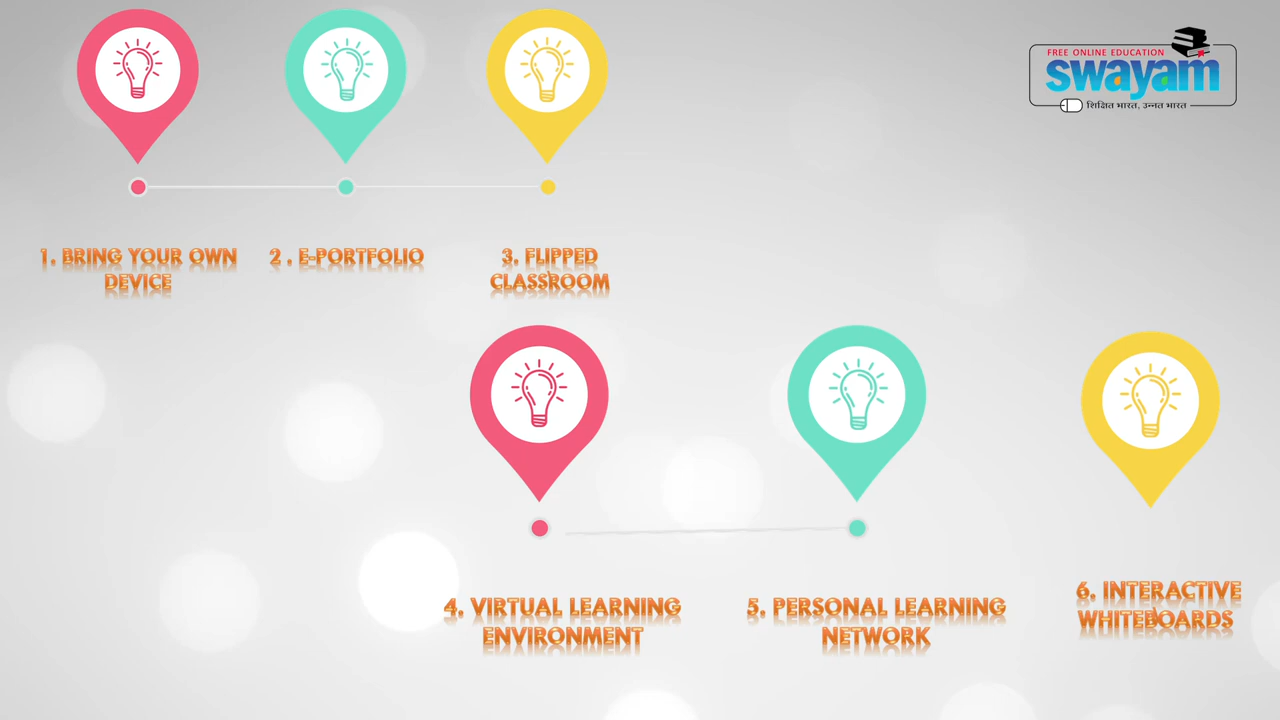 FREE ONLINE EDUCATION
swayam
शिक्षित भारत, उन्नत भारत
1. BRING YOUR OWN
DEVICE
2 . E-PORTFOLIO
3. FLIPPED
CLASSROOM
4. VIRTUAL LEARNING
ENVIRONMENT
5. PERSONAL LEARNING
NETWORK
6. INTERACTIVE
WHITEBOARDS